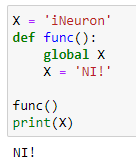 X = 'iNeuron'
def func():
    global X
    X = 'NI!'

func()
print(X)
NI!